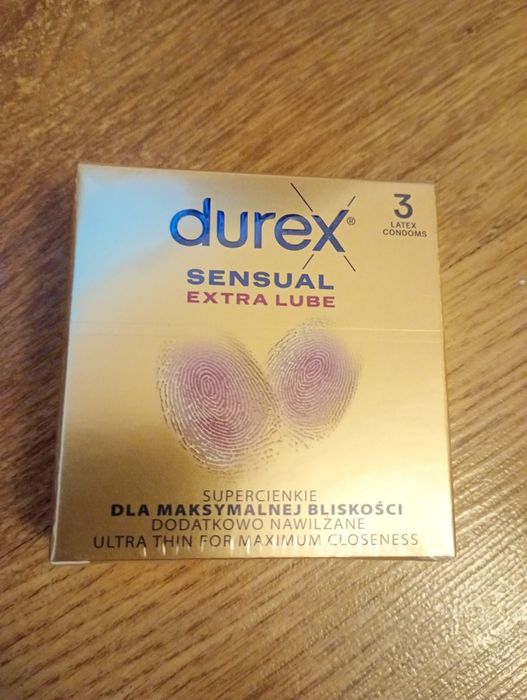 durex®
3
LATEX
CONDOMS
SENSUAL
EXTRA LUBE
SUPERCIENKIE
DLA MAKSYMALNEJ BLISKOŚCI
DODATKOWO NAWILŻANE
ULTRA THIN FOR MAXIMUM CLOSENESS